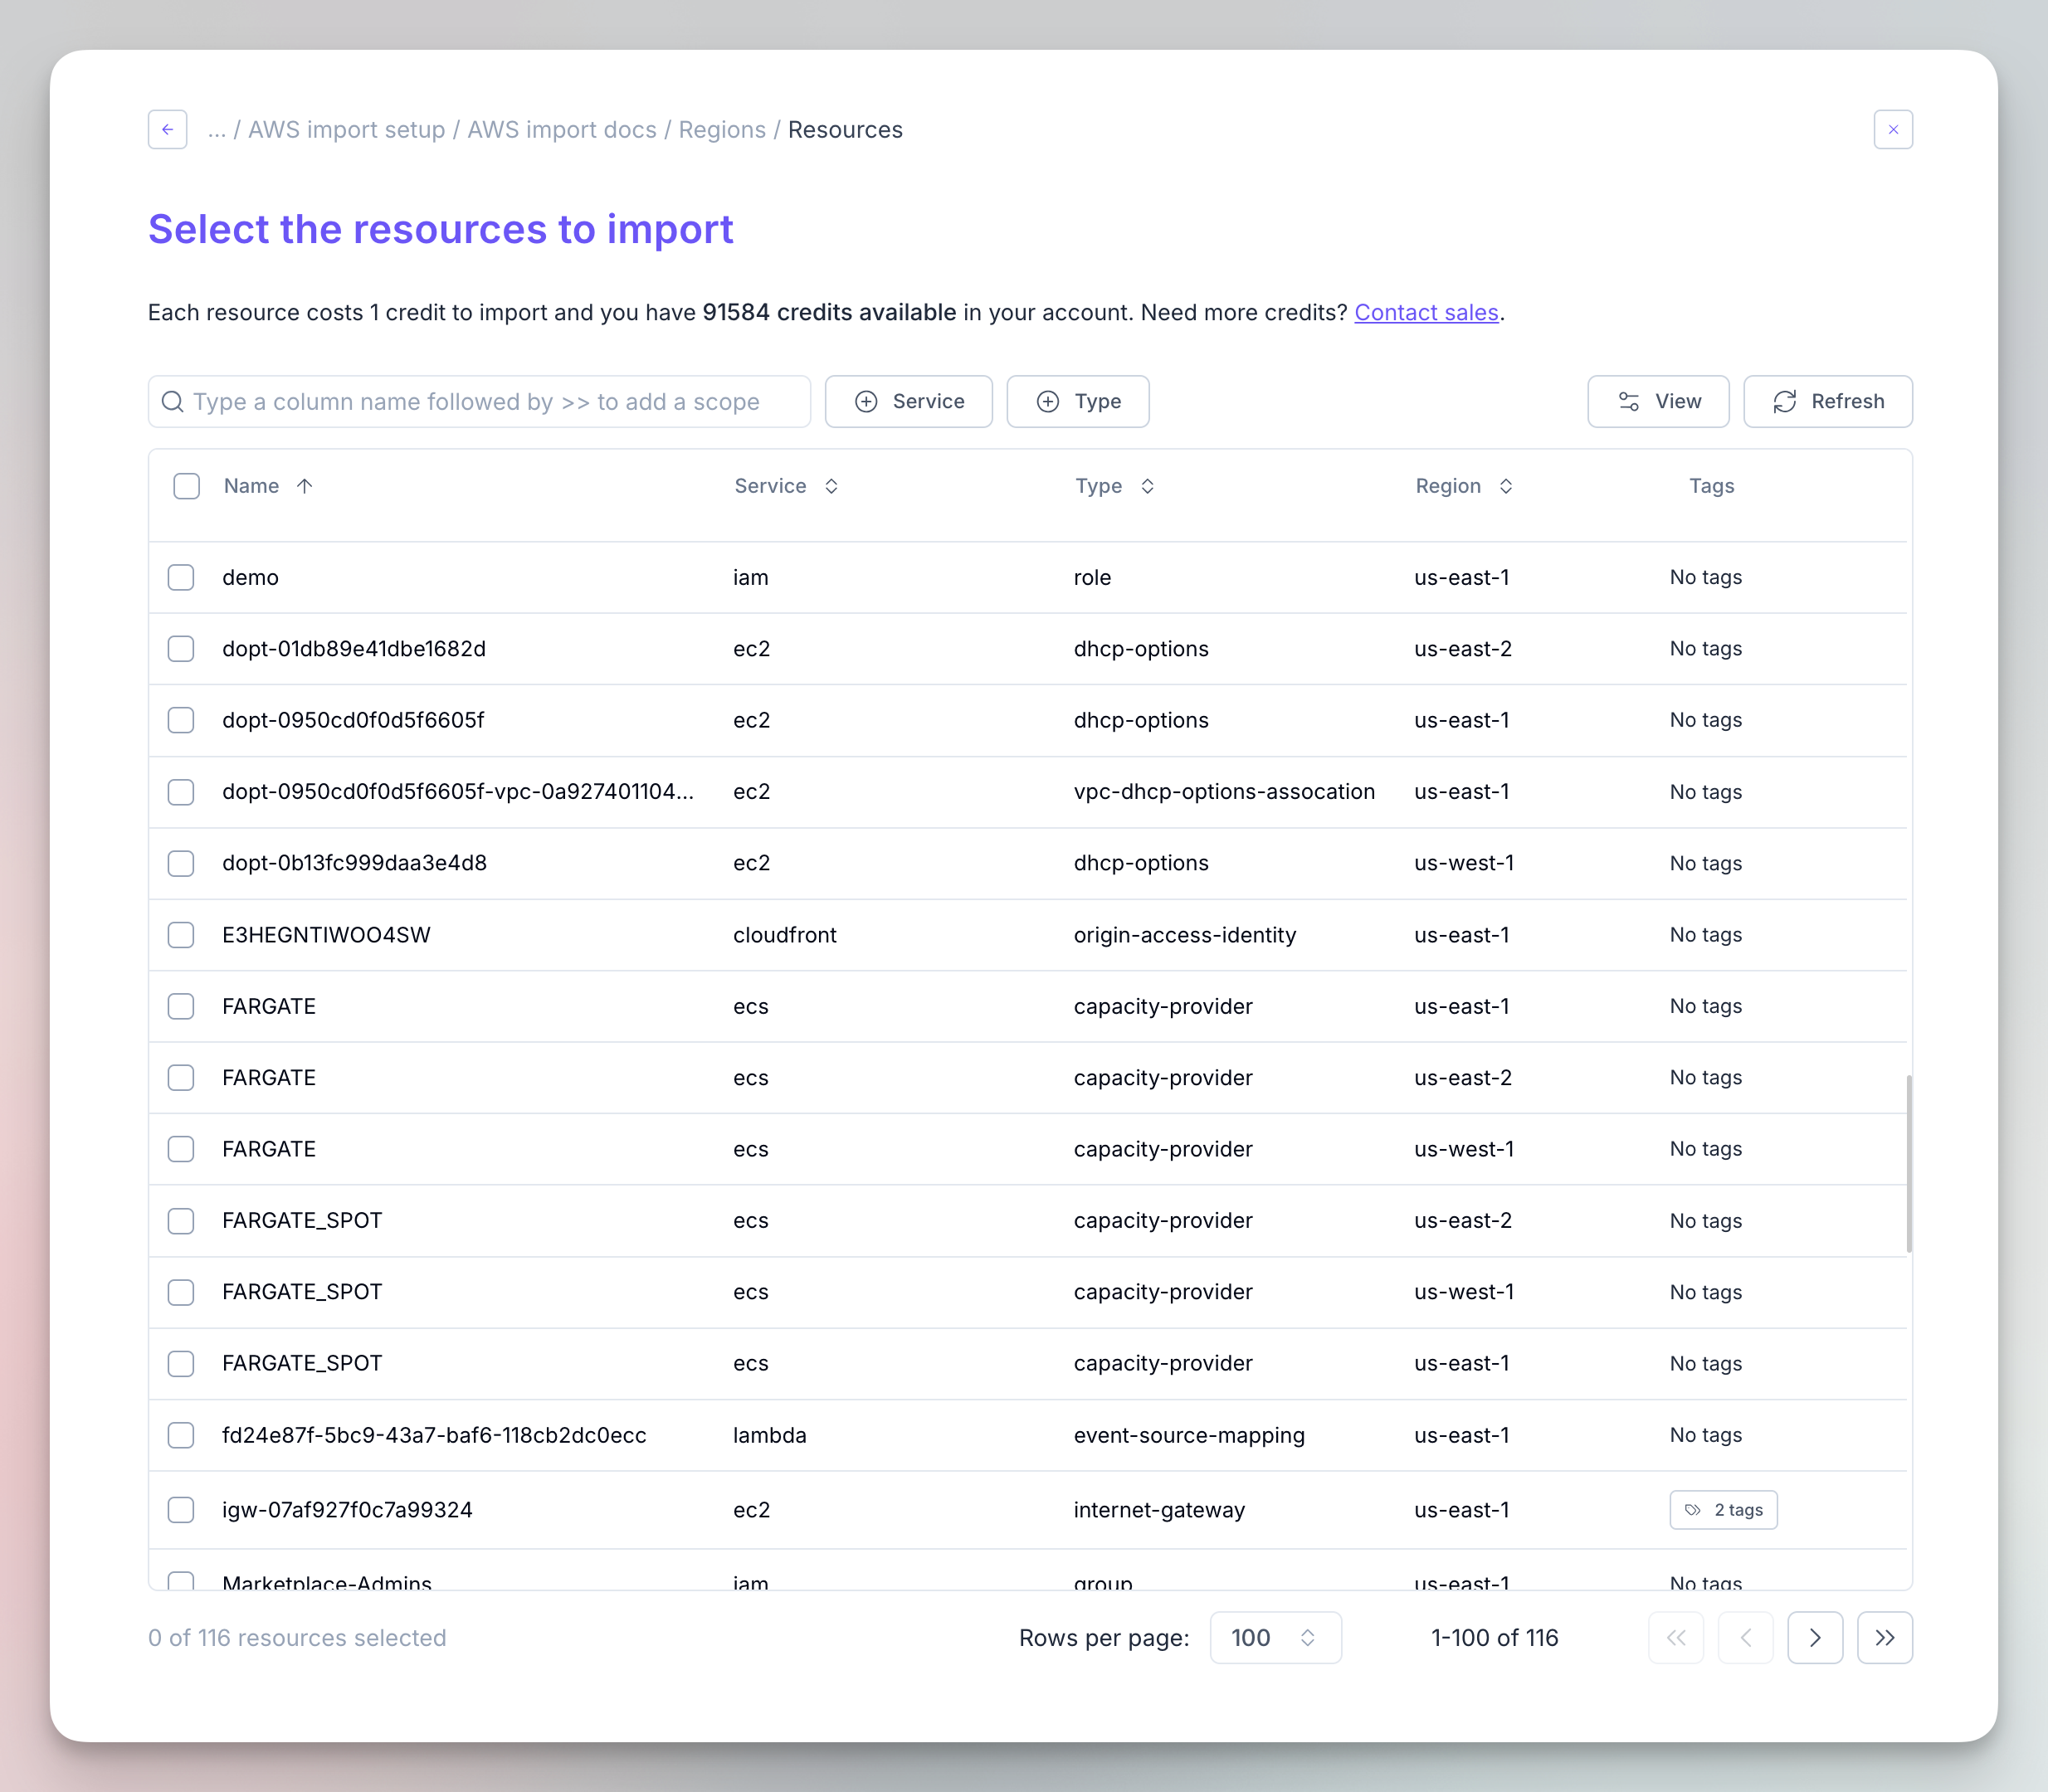 ... / AWS import setup / AWS import docs / Regions / Resources
Select the resources to import
Each resource costs 1 credit to import and you have 91584 credits available in your account. Need more credits? Contact sales.
Type a column name followed by >> to add a scope Service Type View Refresh
Name Service Type Region Tags
demo iam role us-east-1 No tags
dopt-01db89e41dbe1682d ec2 dhcp-options us-east-2 No tags
dopt-0950cd0f0d5f6605f ec2 dhcp-options us-east-1 No tags
dopt-0950cd0f0d5f6605f-vpc-0a927401104... ec2 vpc-dhcp-options-assocation us-east-1 No tags
dopt-0b13fc999daa3e4d8 ec2 dhcp-options us-west-1 No tags
E3HEGNTIWOO4SW cloudfront origin-access-identity us-east-1 No tags
FARGATE ecs capacity-provider us-east-1 No tags
FARGATE ecs capacity-provider us-east-2 No tags
FARGATE ecs capacity-provider us-west-1 No tags
FARGATE_SPOT ecs capacity-provider us-east-2 No tags
FARGATE_SPOT ecs capacity-provider us-west-1 No tags
FARGATE_SPOT ecs capacity-provider us-east-1 No tags
fd24e87f-5bc9-43a7-baf6-118cb2dc0ecc lambda event-source-mapping us-east-1 No tags
igw-07af927f0c7a99324 ec2 internet-gateway us-east-1 2 tags
Marketplace-Admins iam group us-east-1 No tags
0 of 116 resources selected Rows per page: 100 1-100 of 116